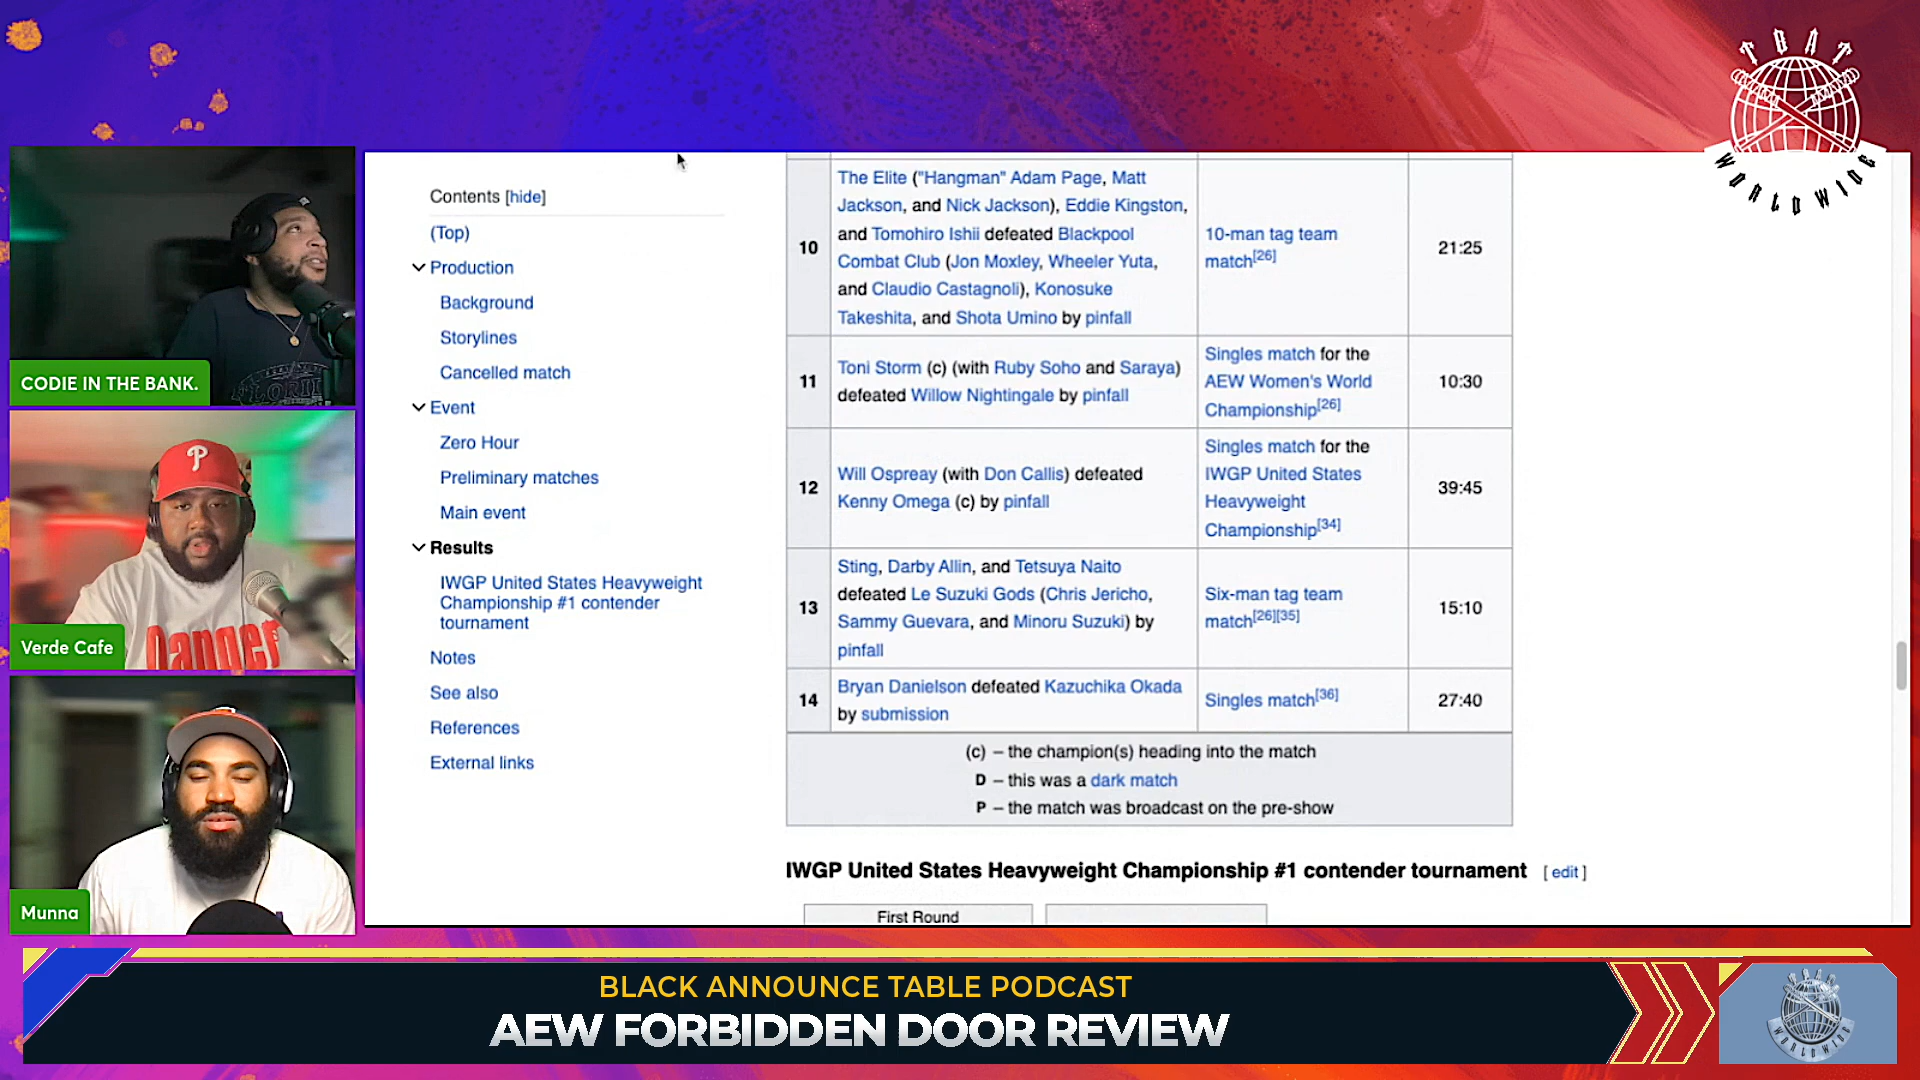 TBAT
WORLDWIDE
CODIE IN THE BANK.
Verde Cafe
Danger
P
Munna
Contents [hide]
(Top)
Production
Background
Storylines
Cancelled match
Event
Zero Hour
Preliminary matches
Main event
Results
IWGP United States Heavyweight
Championship #1 contender
tournament
Notes
See also
References
External links
10
The Elite ("Hangman" Adam Page, Matt
Jackson, and Nick Jackson), Eddie Kingston,
and Tomohiro Ishii defeated Blackpool
Combat Club (Jon Moxley, Wheeler Yuta,
and Claudio Castagnoli), Konosuke
Takeshita, and Shota Umino by pinfall
10-man tag team
match[26]
21:25
11
Toni Storm (c) (with Ruby Soho and Saraya)
defeated Willow Nightingale by pinfall
Singles match for the
AEW Women's World
Championship[26]
10:30
12
Will Ospreay (with Don Callis) defeated
Kenny Omega (c) by pinfall
Singles match for the
IWGP United States
Heavyweight
Championship[34]
39:45
13
Sting, Darby Allin, and Tetsuya Naito
defeated Le Suzuki Gods (Chris Jericho,
Sammy Guevara, and Minoru Suzuki) by
pinfall
Six-man tag team
match[26][35]
15:10
14
Bryan Danielson defeated Kazuchika Okada
by submission
Singles match[36]
27:40
(c) – the champion(s) heading into the match
D – this was a dark match
P – the match was broadcast on the pre-show
IWGP United States Heavyweight Championship #1 contender tournament [ edit ]
First Round
BLACK ANNOUNCE TABLE PODCAST
AEW FORBIDDEN DOOR REVIEW
WORLDWIDE